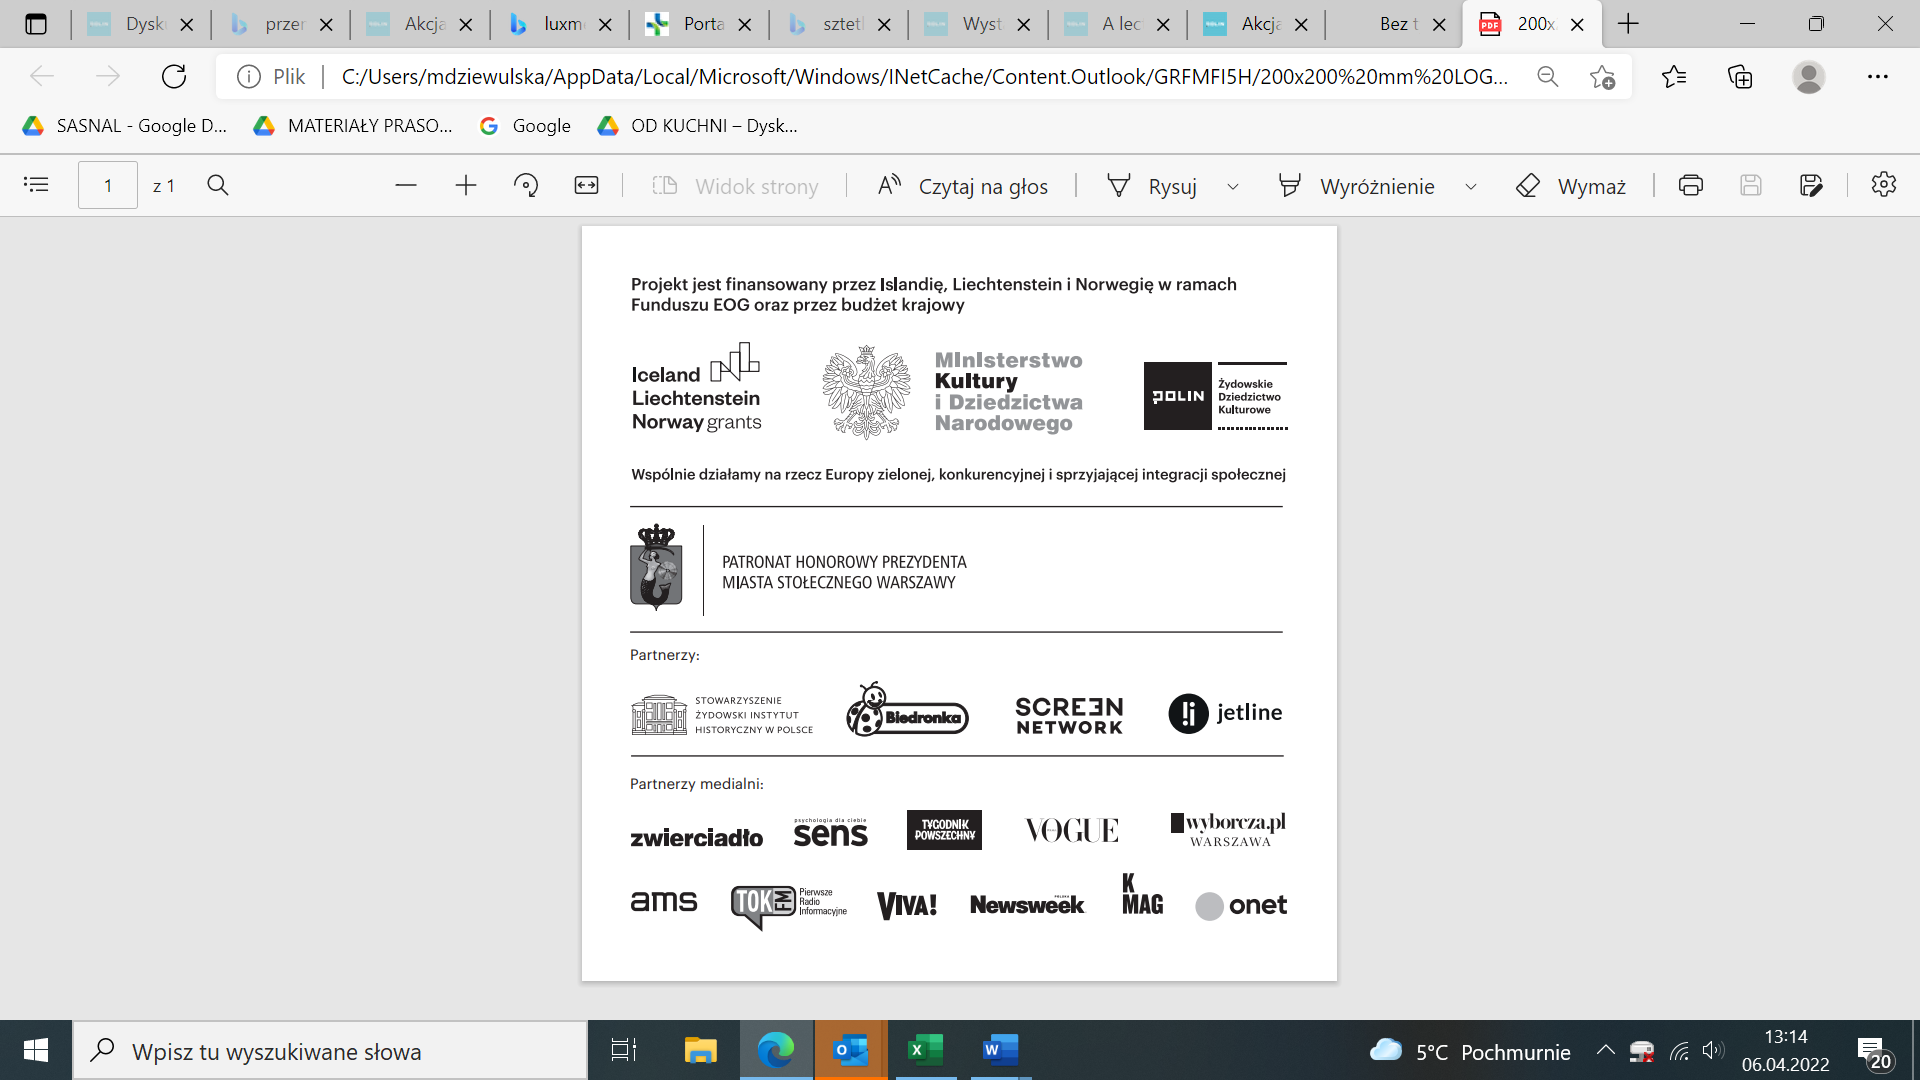 Dysk
przer
Akcja
luxm
Porta
sztetl
Wyst
A lec
Akcja
Bez t
200x
Plik
C:/Users/mdziewulska/AppData/Local/Microsoft/Windows/INetCache/Content.Outlook/GRFMFI5H/200x200%20mm%20LOG...
SASNAL - Google D...
MATERIAŁY PRASO...
Google
OD KUCHNI – Dysk...
1 z 1
Widok strony
Czytaj na głos
Rysuj
Wyróżnienie
Wymaż
Projekt jest finansowany przez Islandię, Liechtenstein i Norwegię w ramach
Funduszu EOG oraz przez budżet krajowy
Iceland
Liechtenstein
Norway grants
Ministerstwo
Kultury
i Dziedzictwa
Narodowego
POLIN
Żydowskie
Dziedzictwo
Kulturowe
Wspólnie działamy na rzecz Europy zielonej, konkurencyjnej i sprzyjającej integracji społecznej
PATRONAT HONOROWY PREZYDENTA
MIASTA STOŁECZNEGO WARSZAWY
Partnerzy:
STOWARZYSZENIE
ŻYDOWSKI INSTYTUT
HISTORYCZNY W POLSCE
Biedronka
SCREEN
NETWORK
jetline
Partnerzy medialni:
zwierciadło
psychologia dla ciebie
sens
TYGODNIK
POWSZECHNY
VOGUE
wyborcza.pl
WARSZAWA
ams
TOK FM
Pierwsze
Radio
Informacyjne
VIVA!
POLSKA
Newsweek
K
MAG
onet
Wpisz tu wyszukiwane słowa
5°C Pochmurnie
13:14
06.04.2022
20